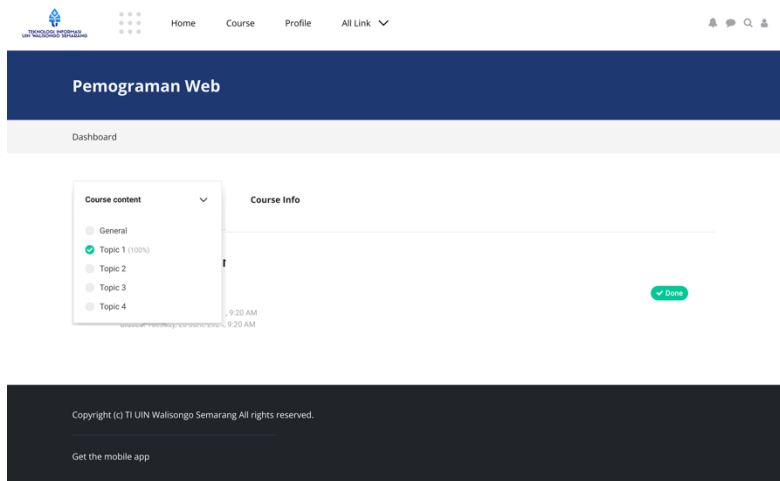 TEKNOLOGI INFORMASI
UIN WALISONGO SEMARANG
Home Course Profile All Link
Pemograman Web
Dashboard
Course content
Course Info
General
Topic 1 (100%)
Topic 2
Topic 3
Topic 4
Done
, 9:20 AM
9:20 AM
Copyright (c) TI UIN Walisongo Semarang All rights reserved.
Get the mobile app